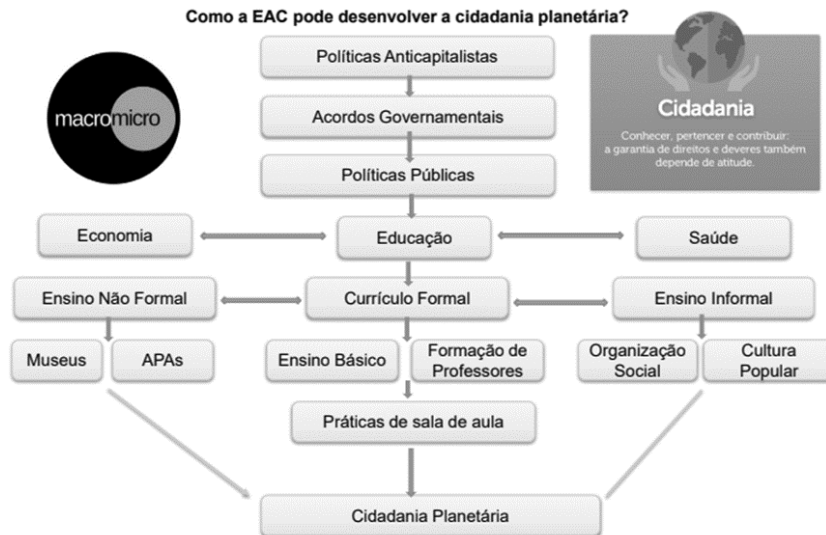 Como a EAC pode desenvolver a cidadania planetária?
Políticas Anticapitalistas
macromicro
Acordos Governamentais
Cidadania
Conhecer, pertencer e contribuir:
a garantia de direitos e deveres também
depende de atitude.
Políticas Públicas
Economia
Educação
Saúde
Ensino Não Formal
Currículo Formal
Ensino Informal
Museus
APAs
Ensino Básico
Formação de
Professores
Organização
Social
Cultura
Popular
Práticas de sala de aula
Cidadania Planetária